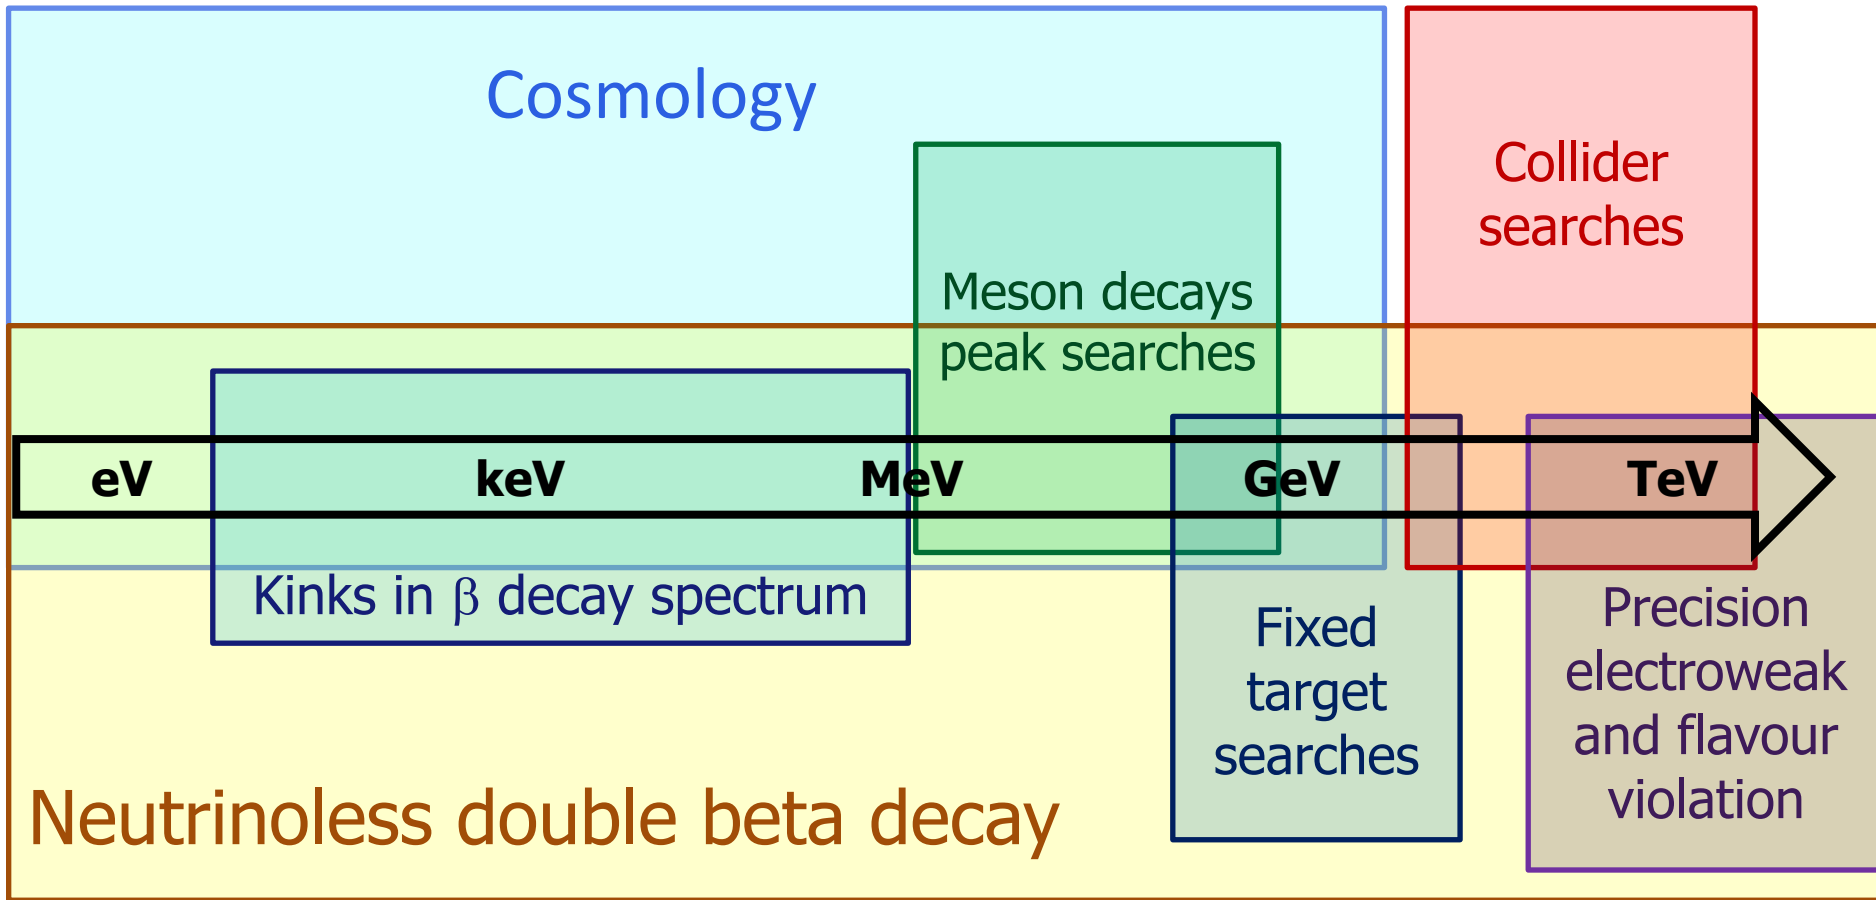 Cosmology
Collider
searches
Meson decays
peak searches
eV
keV
MeV
GeV
TeV
Kinks in β decay spectrum
Fixed
target
searches
Precision
electroweak
and flavour
violation
Neutrinoless double beta decay